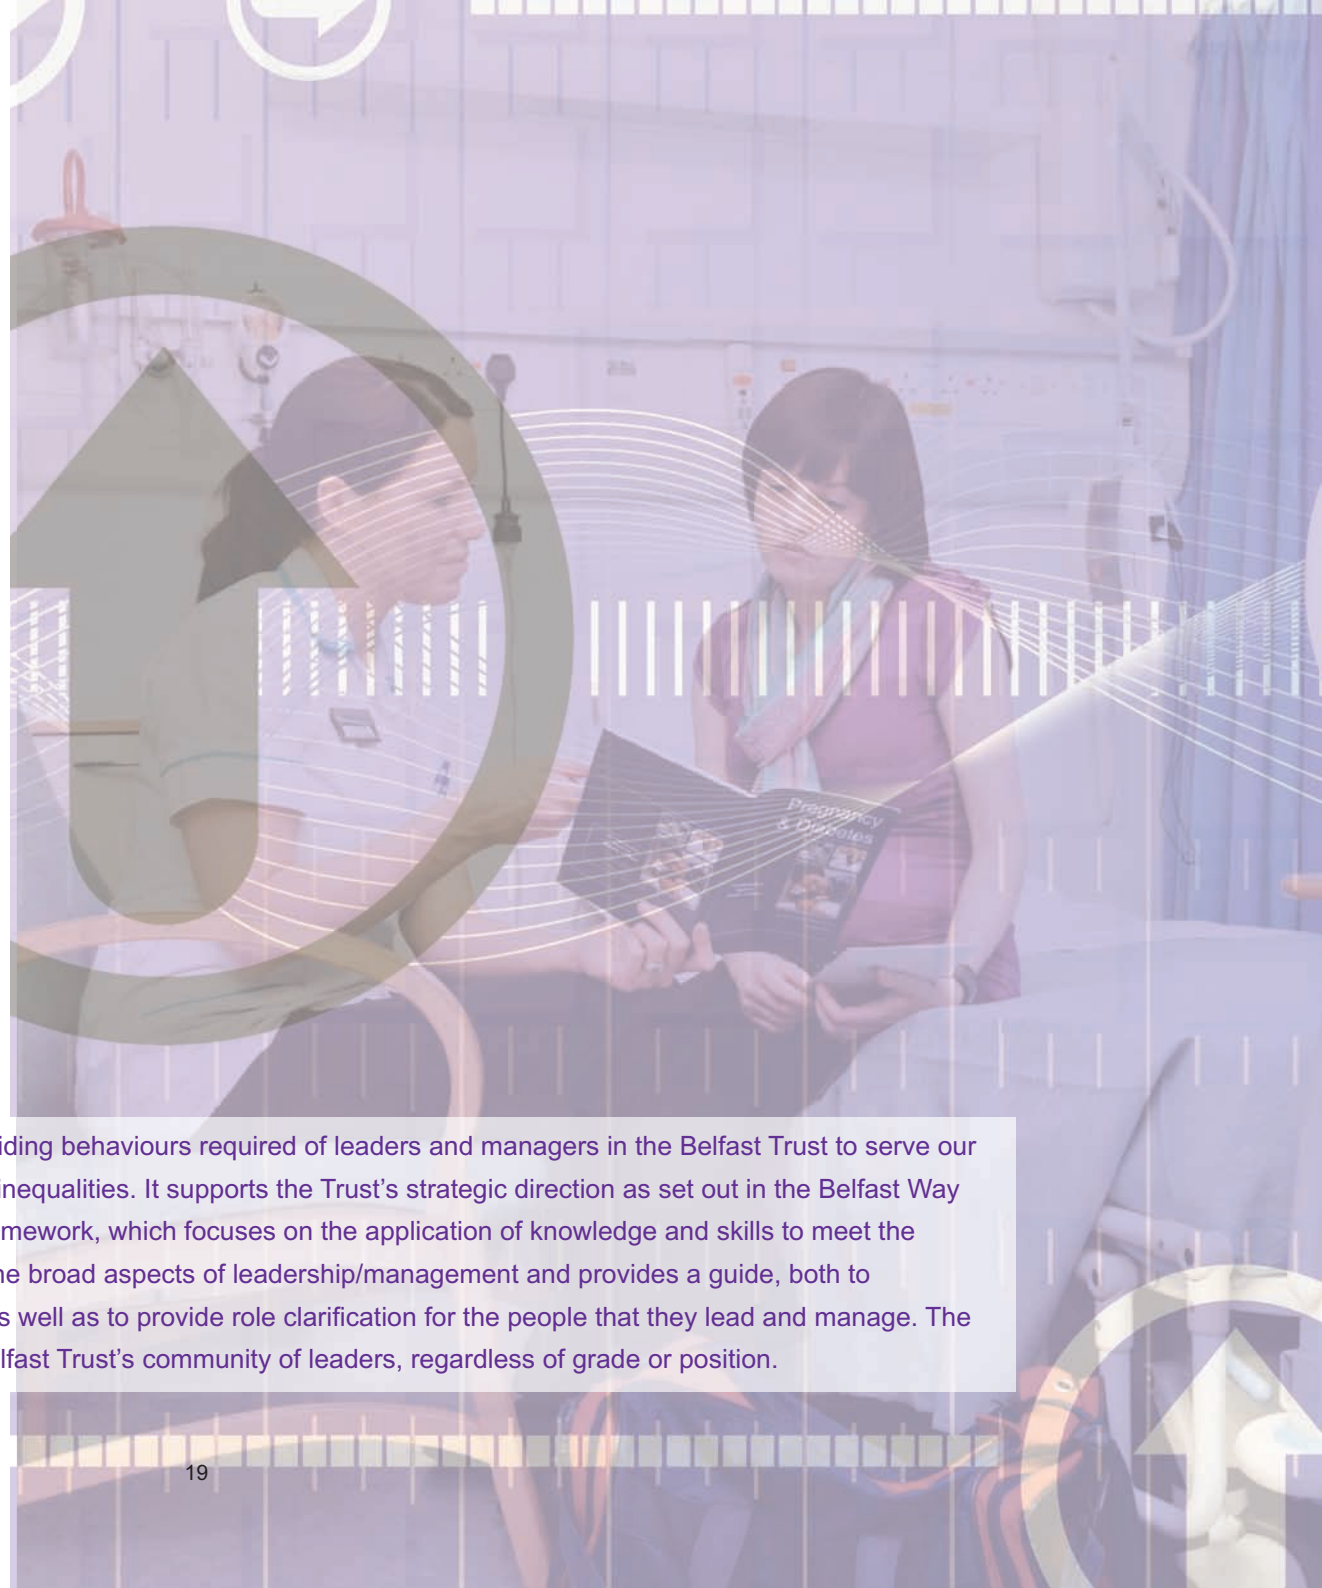 Pregnancy
& Diabetes
iding behaviours required of leaders and managers in the Belfast Trust to serve our
inequalities. It supports the Trust's strategic direction as set out in the Belfast Way
mework, which focuses on the application of knowledge and skills to meet the
he broad aspects of leadership/management and provides a guide, both to
s well as to provide role clarification for the people that they lead and manage. The
lfast Trust's community of leaders, regardless of grade or position.
19